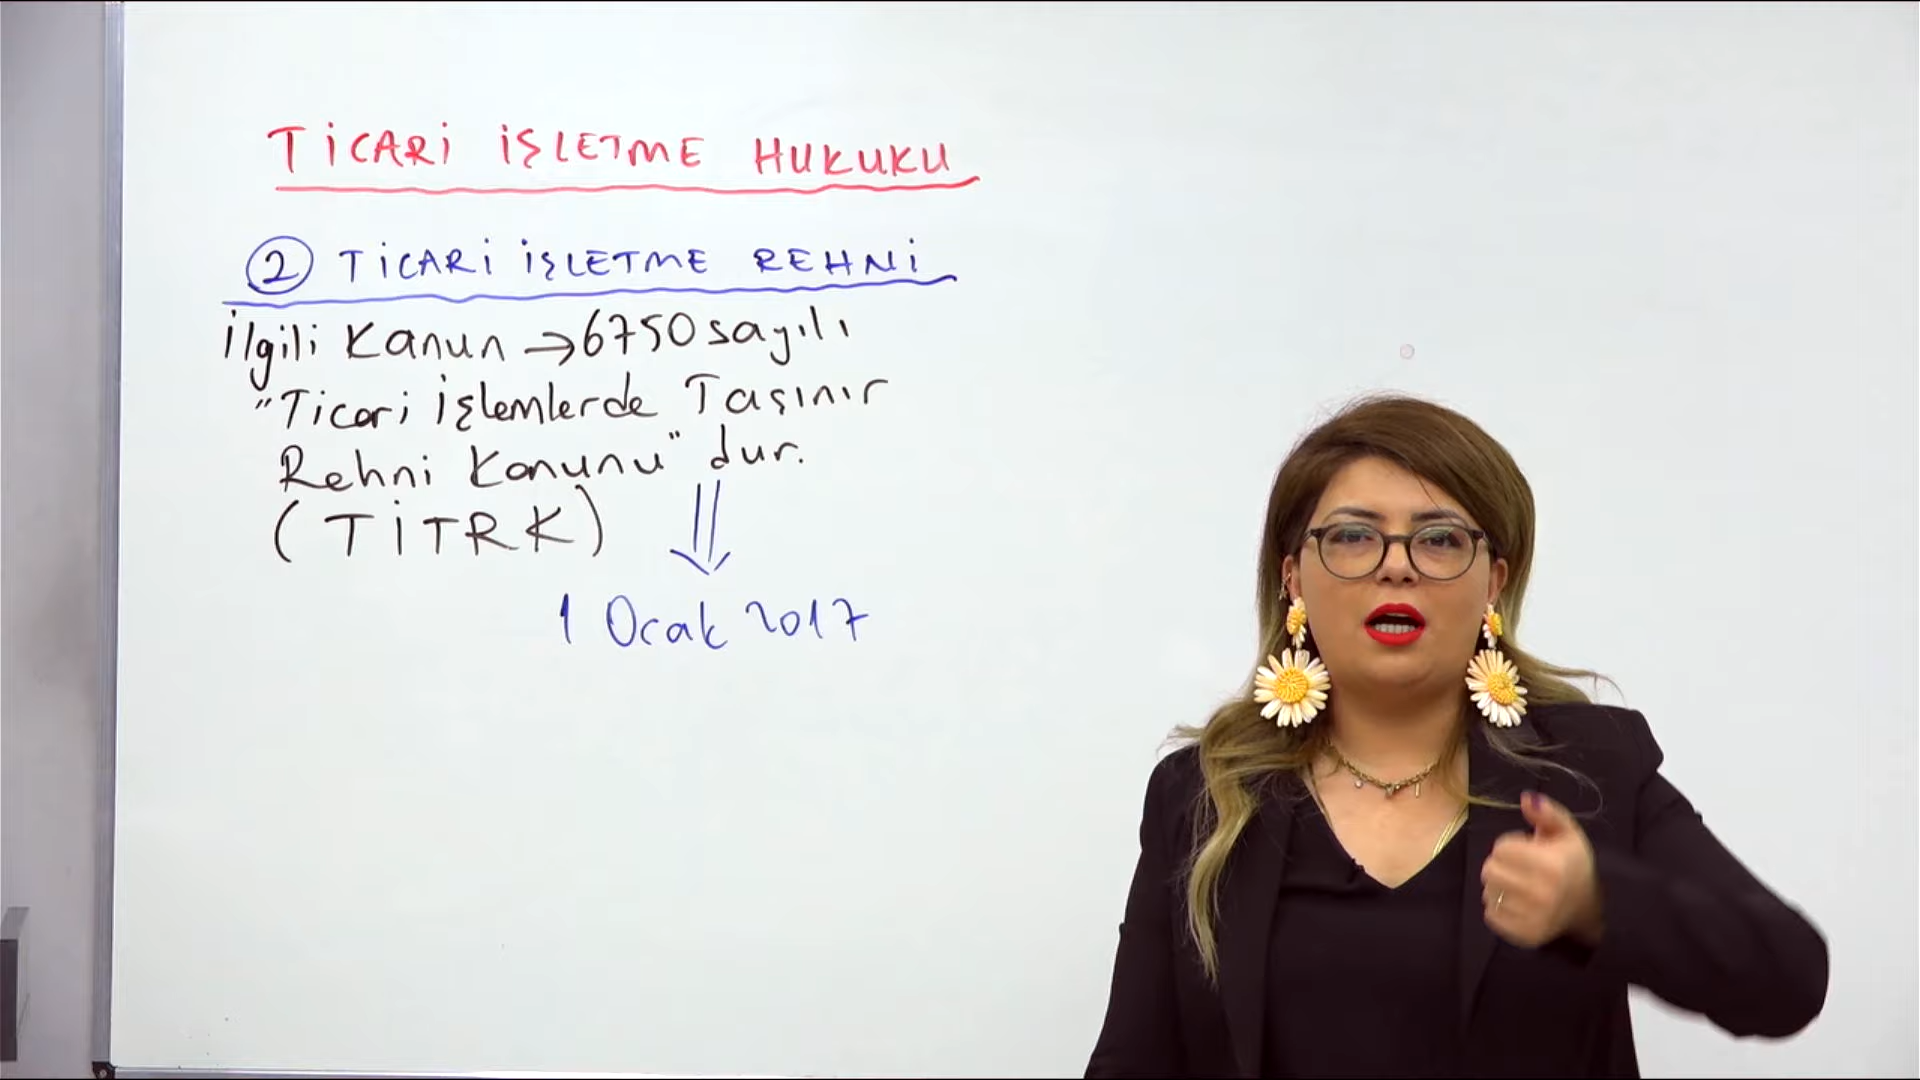 TİCARİ İŞLETME HUKUKU
2 TİCARİ İŞLETME REHNİ
İlgili Kanun → 6750 sayılı
"Ticari İşlemlerde Taşınır
Rehni Kanunu" dur.
(TİTRK)
1 Ocak 2017